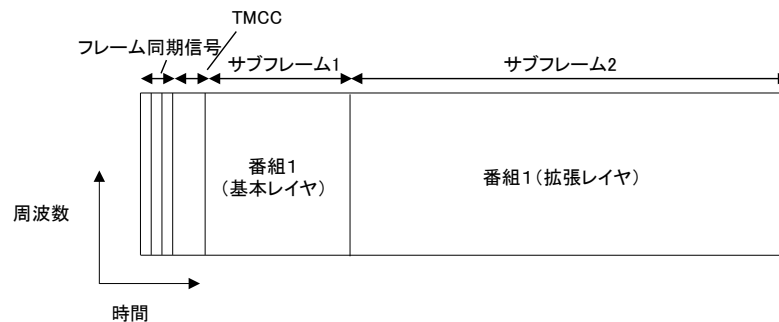 TMCC
フレーム同期信号
サブフレーム1
サブフレーム2
番組1
(基本レイヤ)
番組1(拡張レイヤ)
周波数
時間